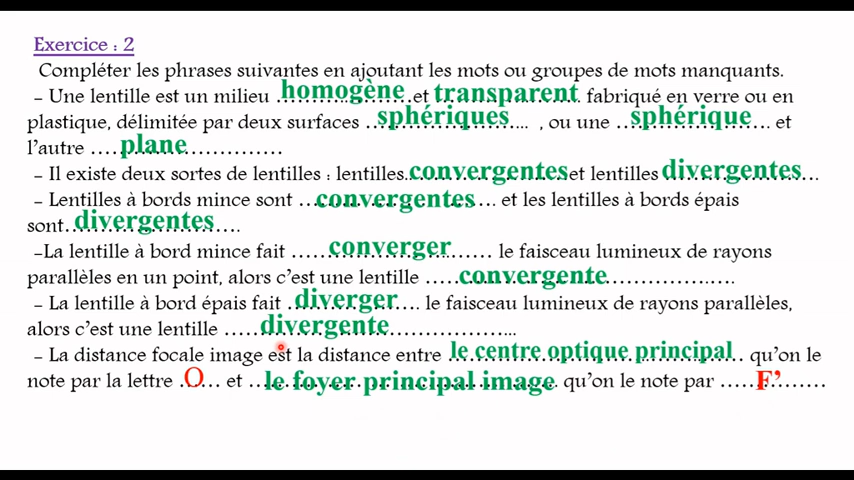 Exercice : 2
Compléter les phrases suivantes en ajoutant les mots ou groupes de mots manquants.
– Une lentille est un milieu homogène et transparent fabriqué en verre ou en
plastique, délimitée par deux surfaces sphériques , ou une sphérique et
l'autre plane
– Il existe deux sortes de lentilles : lentilles convergentes et lentilles divergentes
– Lentilles à bords mince sont convergentes et les lentilles à bords épais
sont divergentes
–La lentille à bord mince fait converger le faisceau lumineux de rayons
parallèles en un point, alors c'est une lentille convergente
– La lentille à bord épais fait diverger le faisceau lumineux de rayons parallèles,
alors c'est une lentille divergente
– La distance focale image est la distance entre le centre optique principal qu'on le
note par la lettre O et le foyer principal image qu'on le note par F'